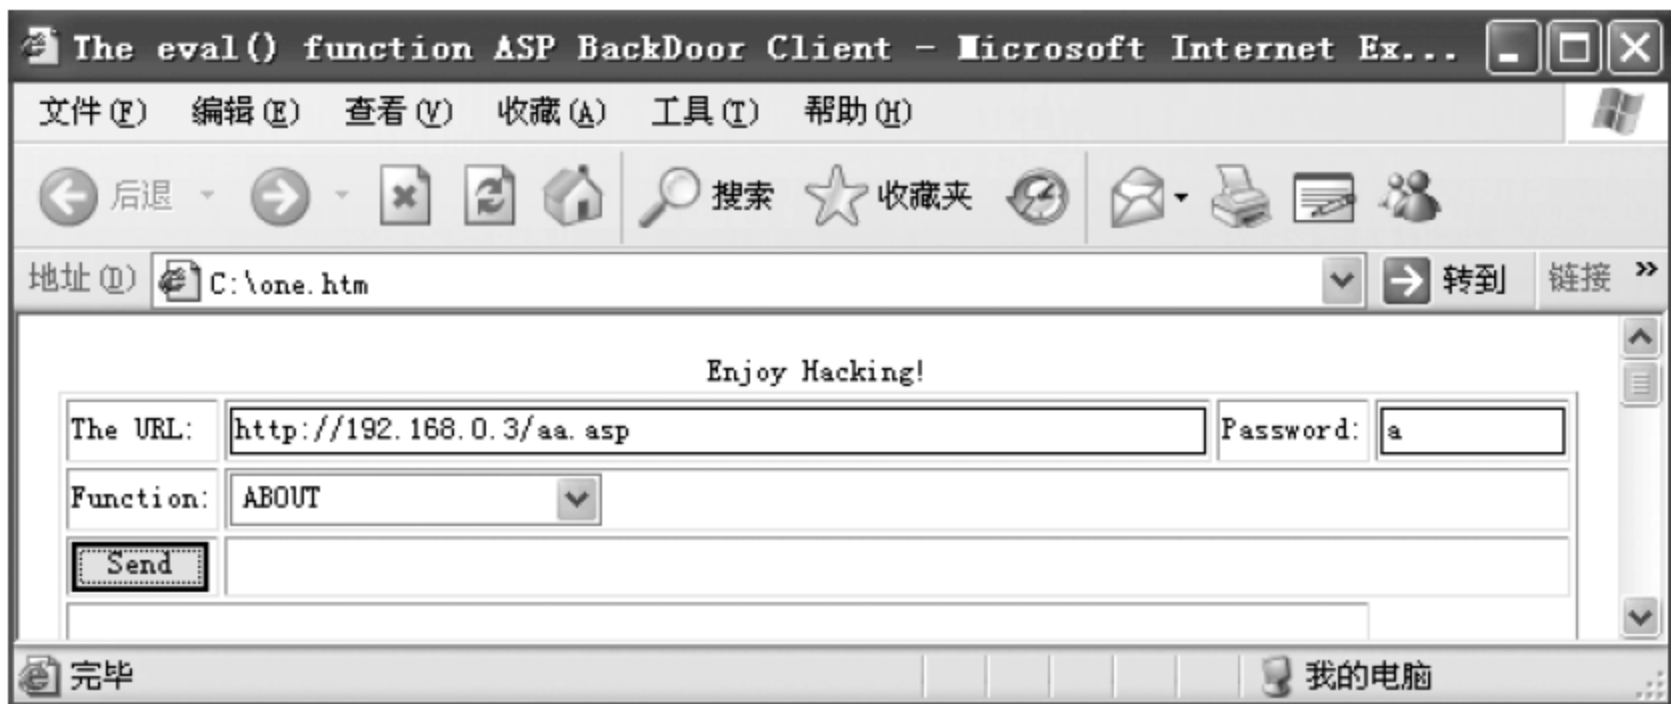 The eval() function ASP BackDoor Client - Microsoft Internet Ex...
文件(F) 编辑(E) 查看(V) 收藏(A) 工具(T) 帮助(H)
后退 搜索 收藏夹
地址(D) C:\one.htm 转到 链接 »
Enjoy Hacking!
The URL: http://192.168.0.3/aa.asp Password: a
Function: ABOUT
Send
完毕 我的电脑